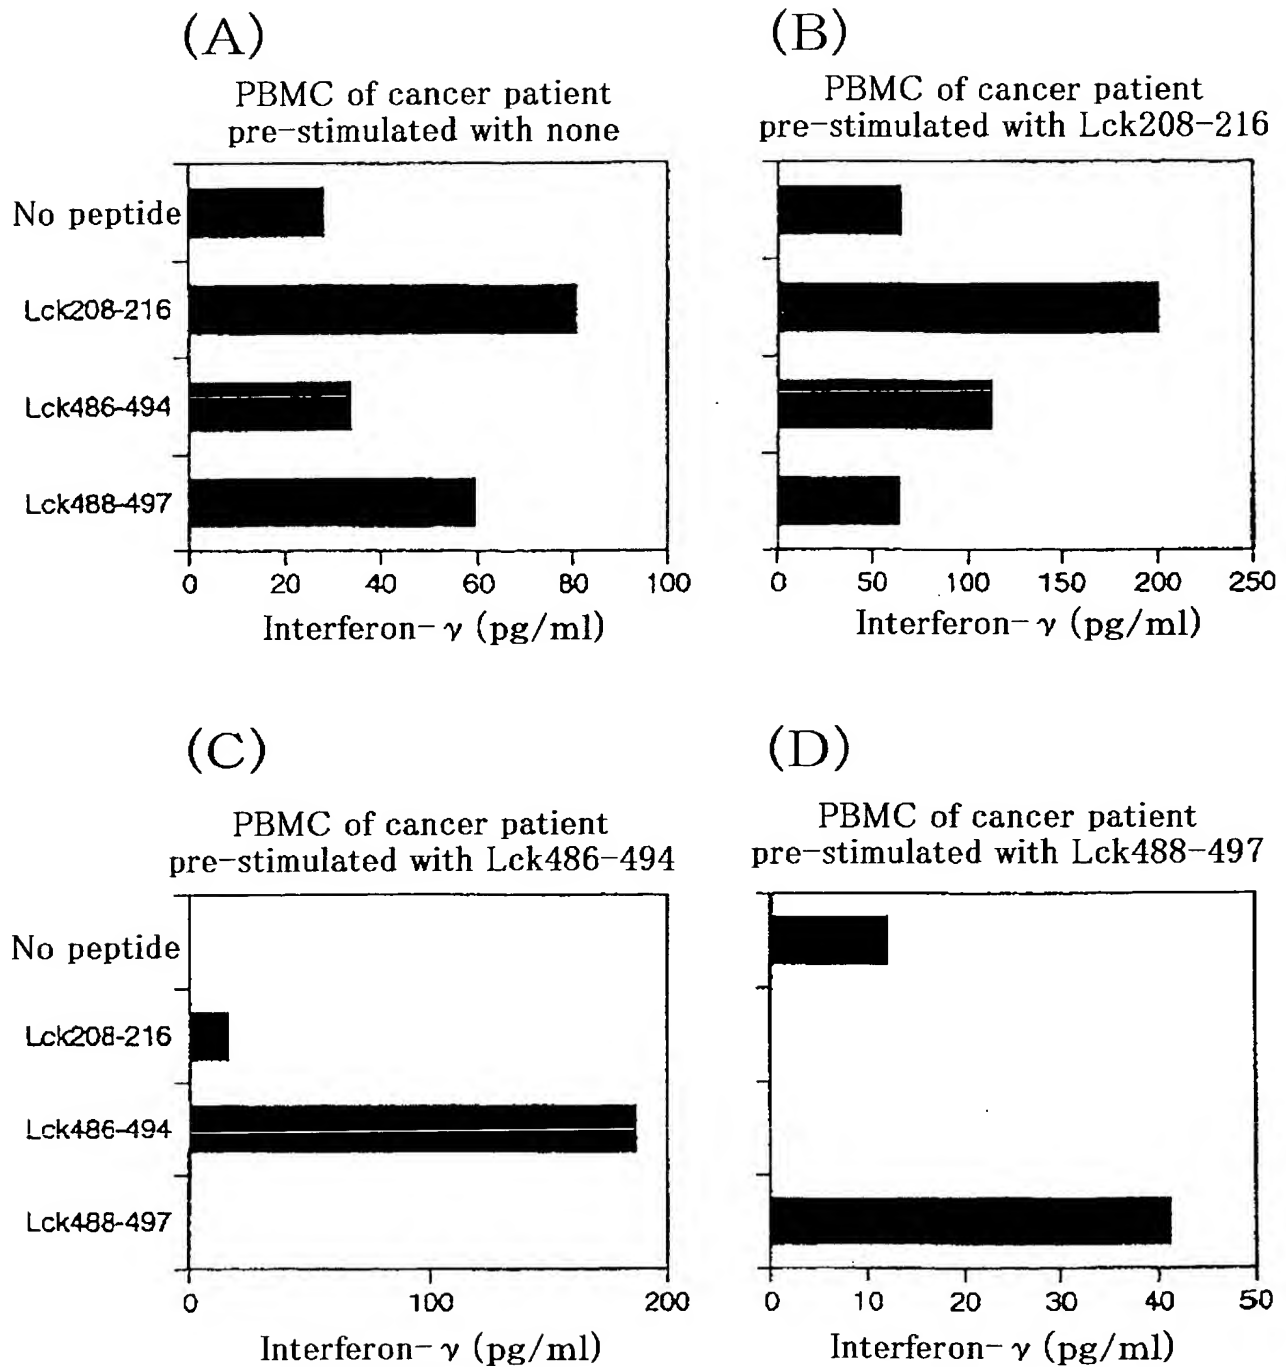 (A)
PBMC of cancer patient
pre-stimulated with none
No peptide
Lck208-216
Lck486-494
Lck488-497
0 20 40 60 80 100
Interferon-γ (pg/ml)
(B)
PBMC of cancer patient
pre-stimulated with Lck208-216
0 50 100 150 200 250
Interferon-γ (pg/ml)
(C)
PBMC of cancer patient
pre-stimulated with Lck486-494
No peptide
Lck208-216
Lck486-494
Lck488-497
0 100 200
Interferon-γ (pg/ml)
(D)
PBMC of cancer patient
pre-stimulated with Lck488-497
0 10 20 30 40 50
Interferon-γ (pg/ml)